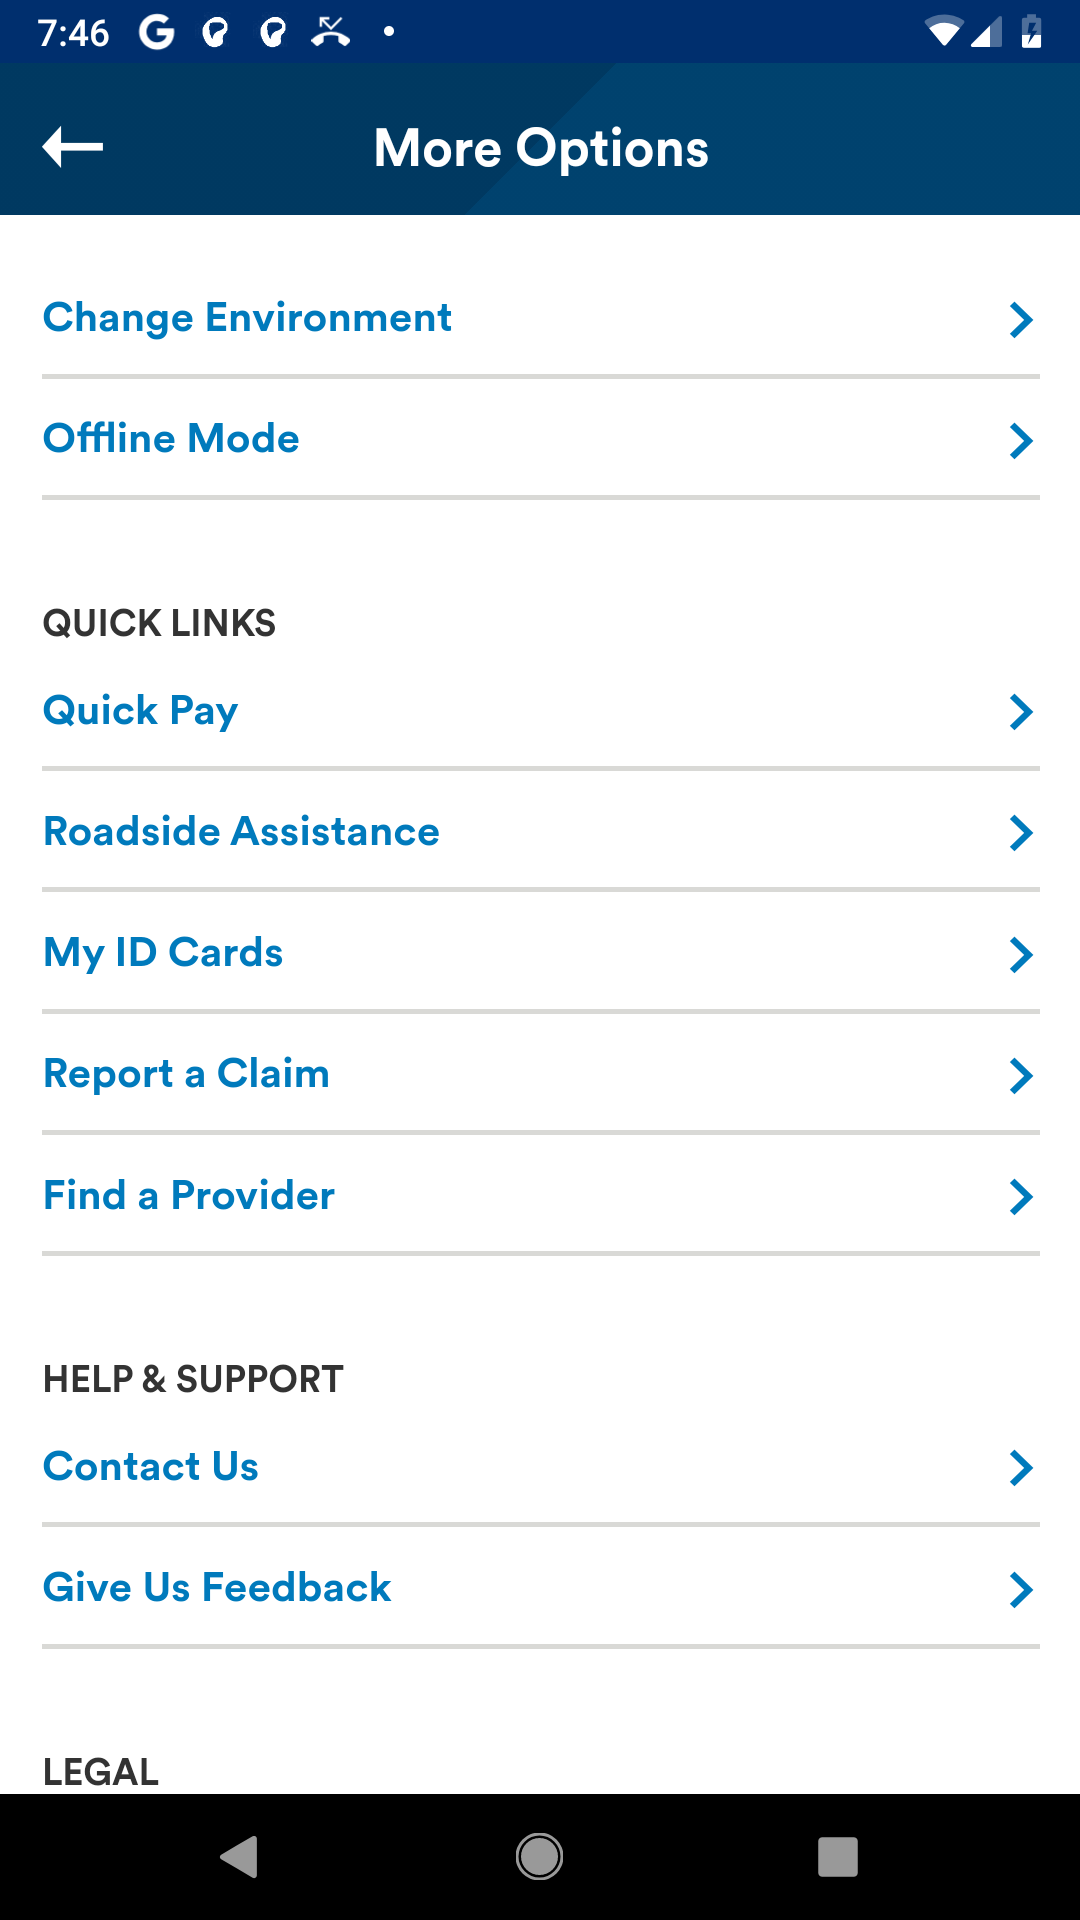 7:46
More Options
Change Environment
Offline Mode
QUICK LINKS
Quick Pay
Roadside Assistance
My ID Cards
Report a Claim
Find a Provider
HELP & SUPPORT
Contact Us
Give Us Feedback
LEGAL